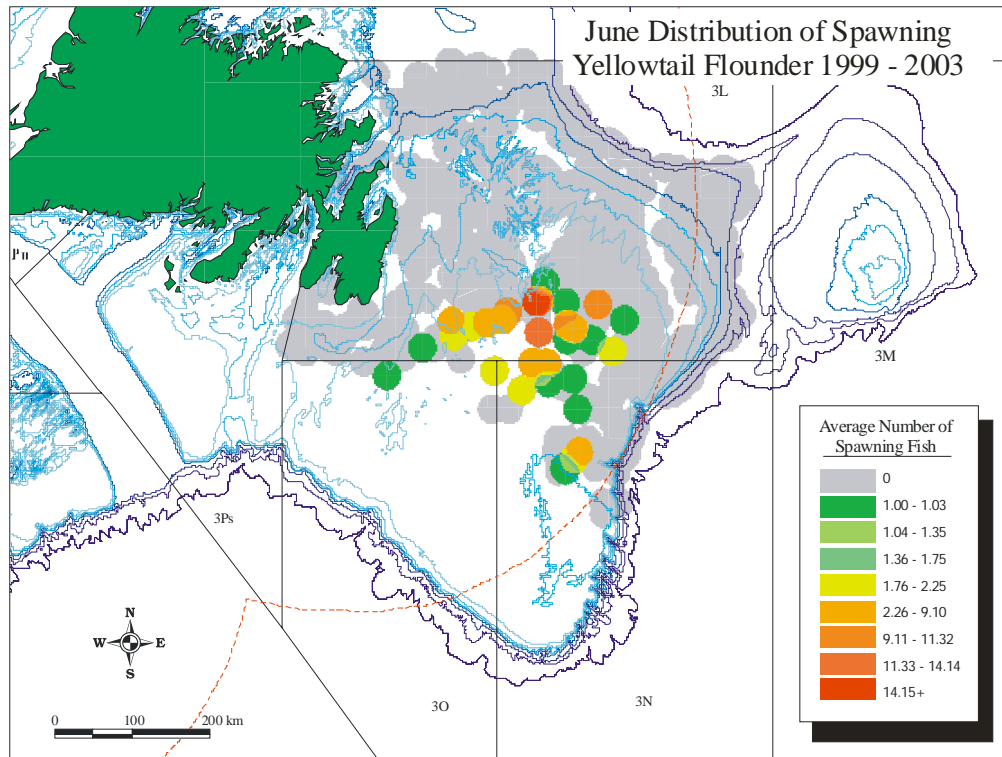 June Distribution of Spawning
Yellowtail Flounder 1999 - 2003
3L
3M
Average Number of
Spawning Fish
0
1.00 - 1.03
1.04 - 1.35
1.36 - 1.75
1.76 - 2.25
2.26 - 9.10
9.11 - 11.32
11.33 - 14.14
14.15+
3Ps
N
W E
S
0 100 200 km
3O
3N